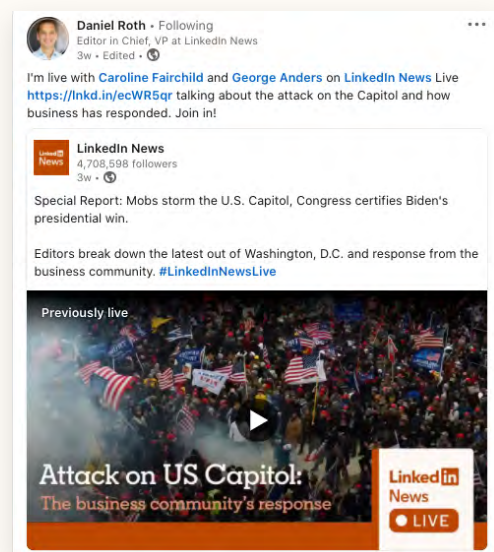 Daniel Roth • Following
Editor in Chief, VP at LinkedIn News
3w • Edited •
I'm live with Caroline Fairchild and George Anders on LinkedIn News Live
https://lnkd.in/ecWR5qr talking about the attack on the Capitol and how
business has responded. Join in!
LinkedIn
News
LinkedIn News
4,708,598 followers
3w •
Special Report: Mobs storm the U.S. Capitol, Congress certifies Biden's
presidential win.
Editors break down the latest out of Washington, D.C. and response from the
business community. #LinkedInNewsLive
Previously live
Attack on US Capitol:
The business community's response
Linked in
News
LIVE